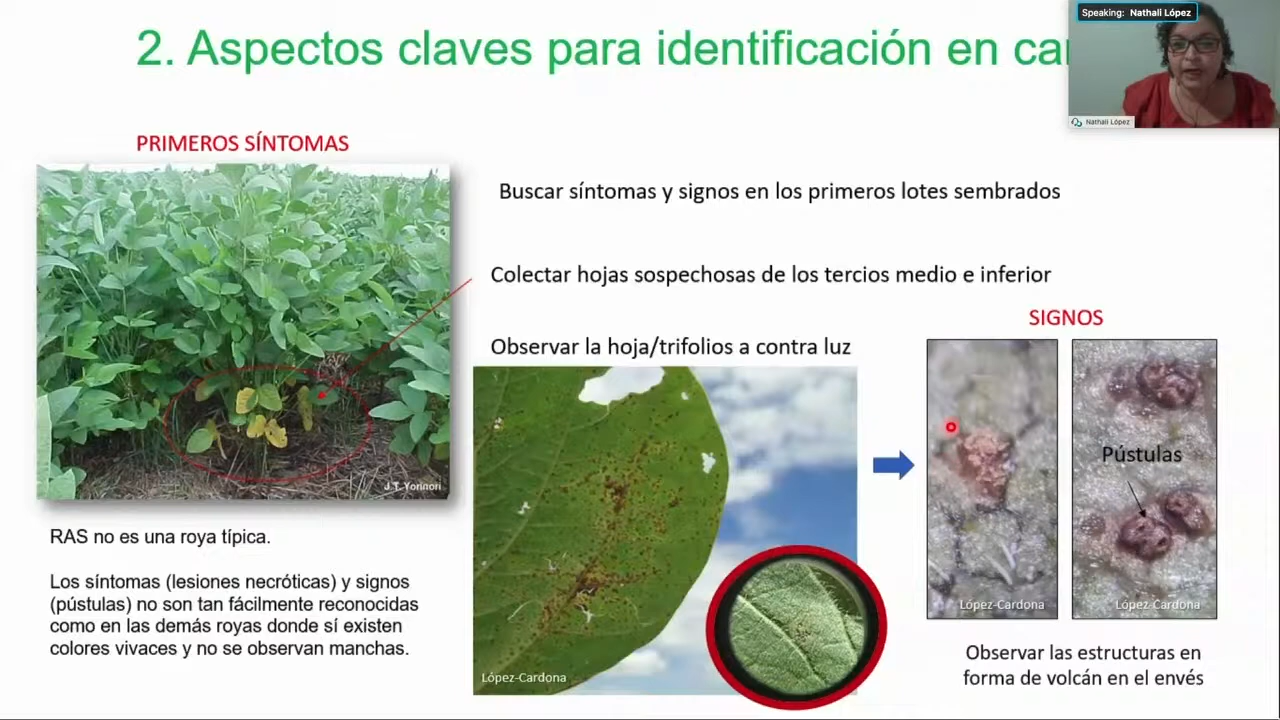 2. Aspectos claves para identificación en
Speaking: Nathali López
Nathali López
PRIMEROS SÍNTOMAS
J.T. Yorinori
RAS no es una roya típica.
Los síntomas (lesiones necróticas) y signos
(pústulas) no son tan fácilmente reconocidas
como en las demás royas donde sí existen
colores vivaces y no se observan manchas.
Buscar síntomas y signos en los primeros lotes sembrados
Colectar hojas sospechosas de los tercios medio e inferior
Observar la hoja/trifolios a contra luz
López-Cardona
SIGNOS
López-Cardona
Pústulas
López-Cardona
Observar las estructuras en
forma de volcán en el envés